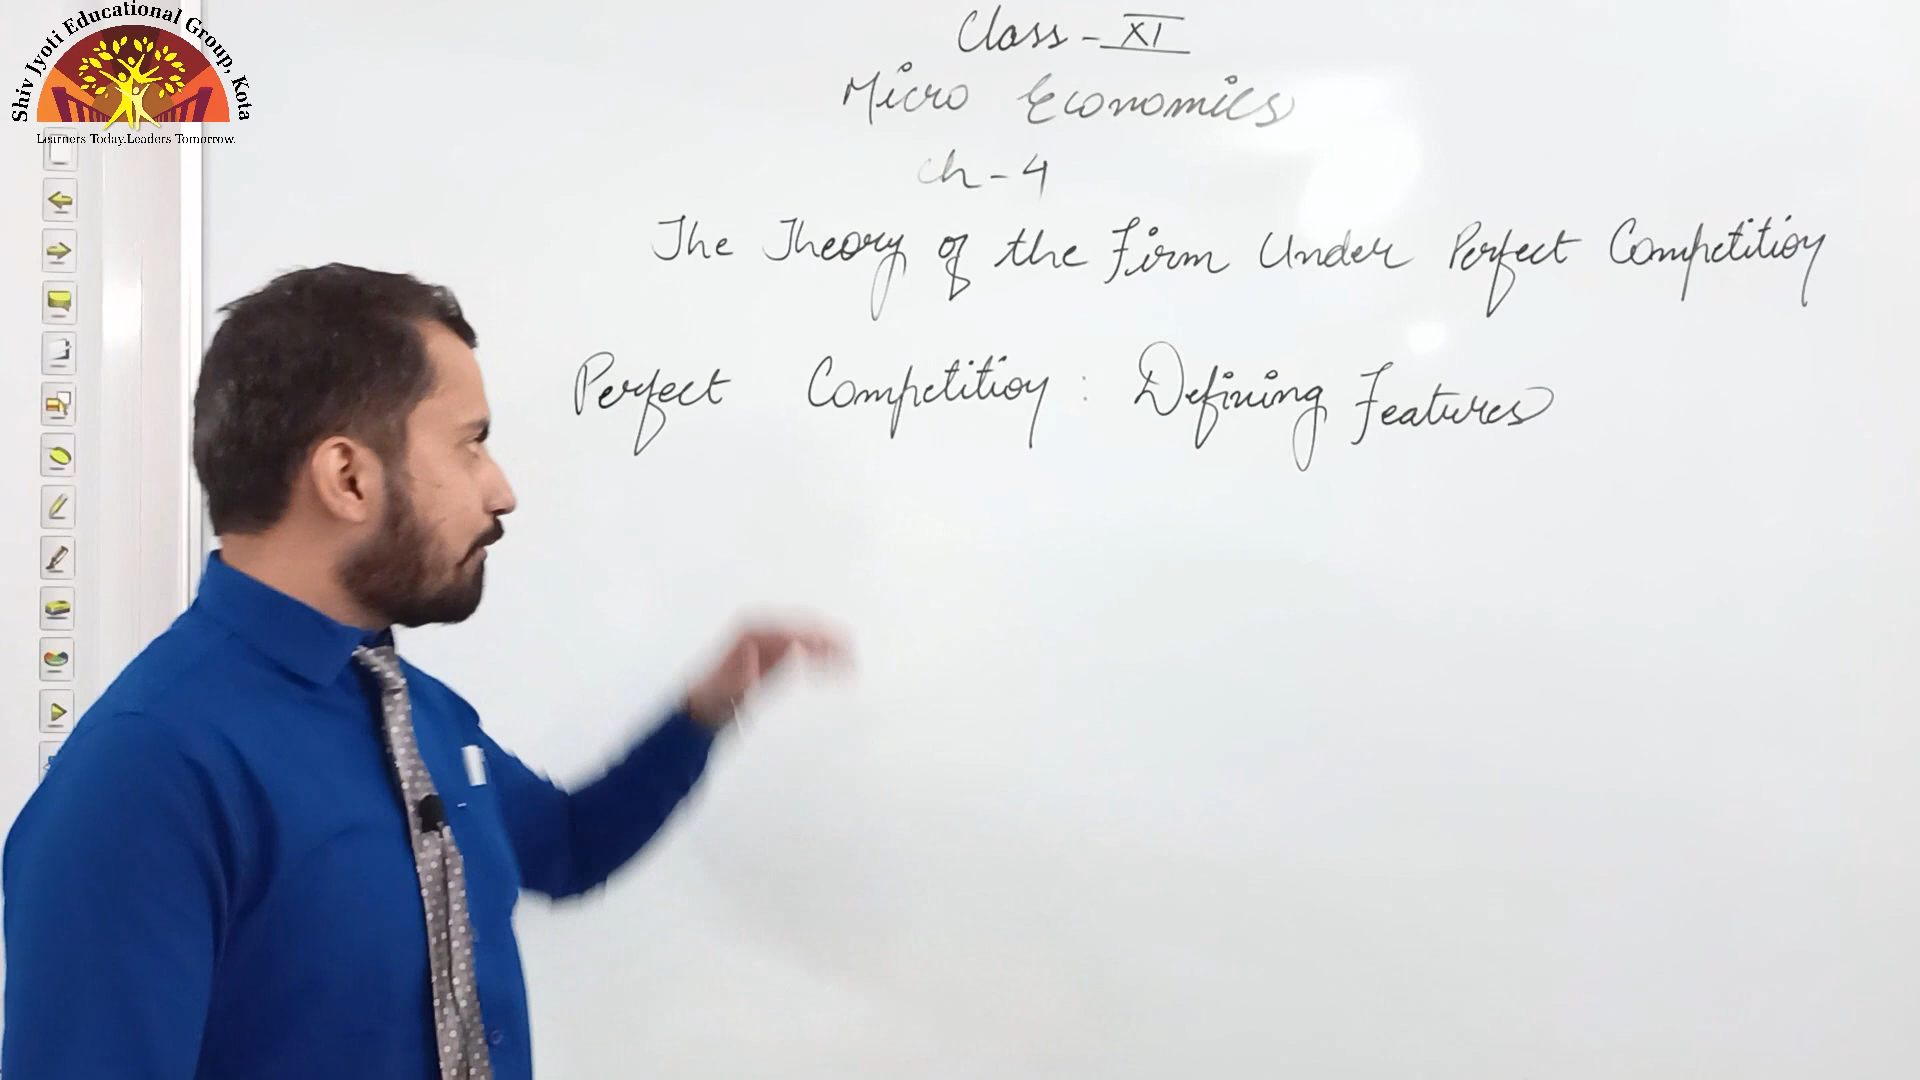 Shiv Jyoti Educational Group, Kota
Learners Today.Leaders Tomorrow.
Class - XI
Micro Economics
Ch - 4
The Theory of the Firm Under Perfect Competition
Perfect Competition : Defining Features